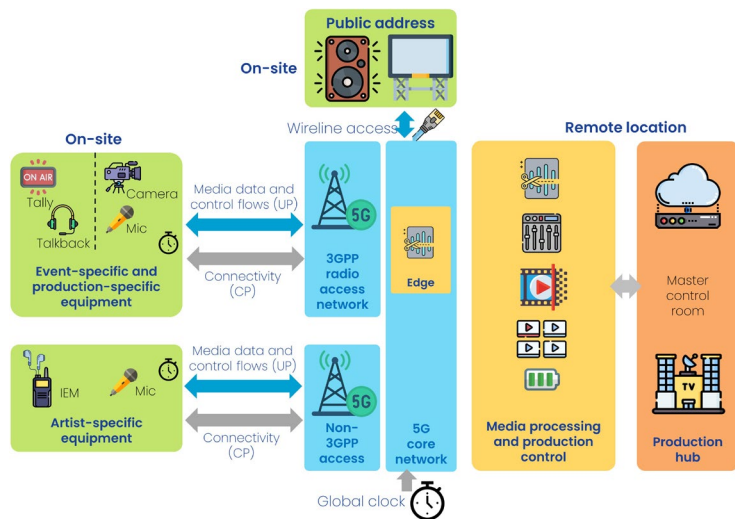 Public address
On-site
Wireline access
On-site
ON AIR
Tally
Camera
Talkback
Mic
Event-specific and
production-specific
equipment
Media data and
control flows (UP)
Connectivity
(CP)
5G
3GPP
radio
access
network
Edge
Remote location
Master
control
room
IEM
Mic
Artist-specific
equipment
Media data and
control flows (UP)
Connectivity
(CP)
5G
Non-
3GPP
access
5G
core
network
Media processing
and production
control
TV
Production
hub
Global clock